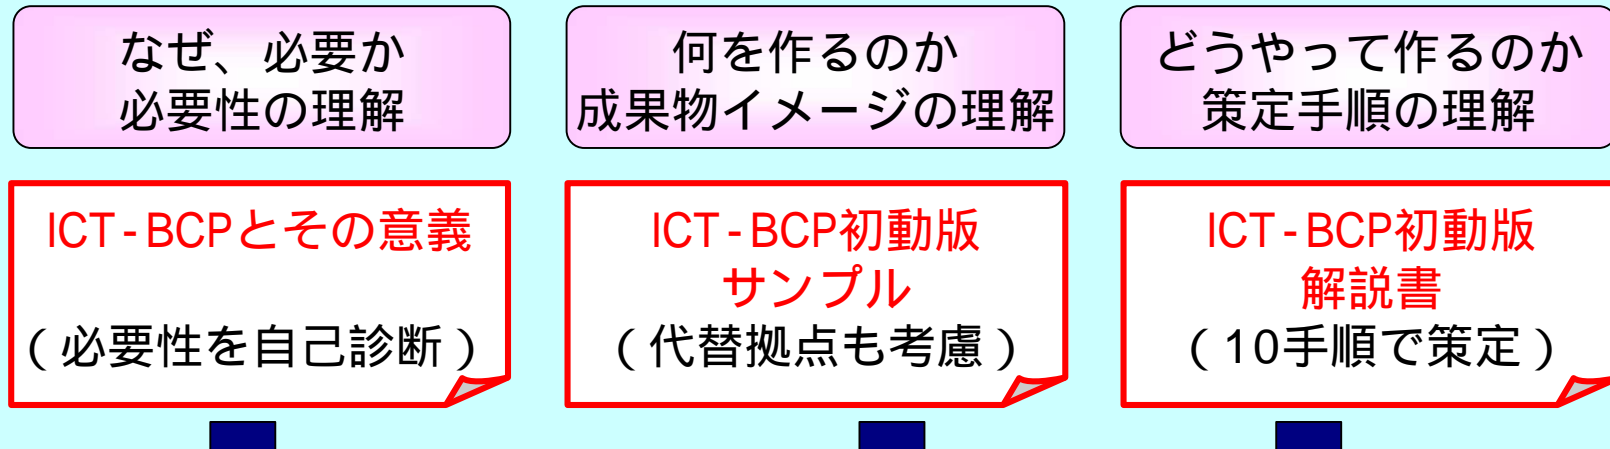 なぜ、必要か
必要性の理解
何を作るのか
成果物イメージの理解
どうやって作るのか
策定手順の理解
ICT-BCPとその意義
(必要性を自己診断)
ICT-BCP初動版
サンプル
(代替拠点も考慮)
ICT-BCP初動版
解説書
(10手順で策定)